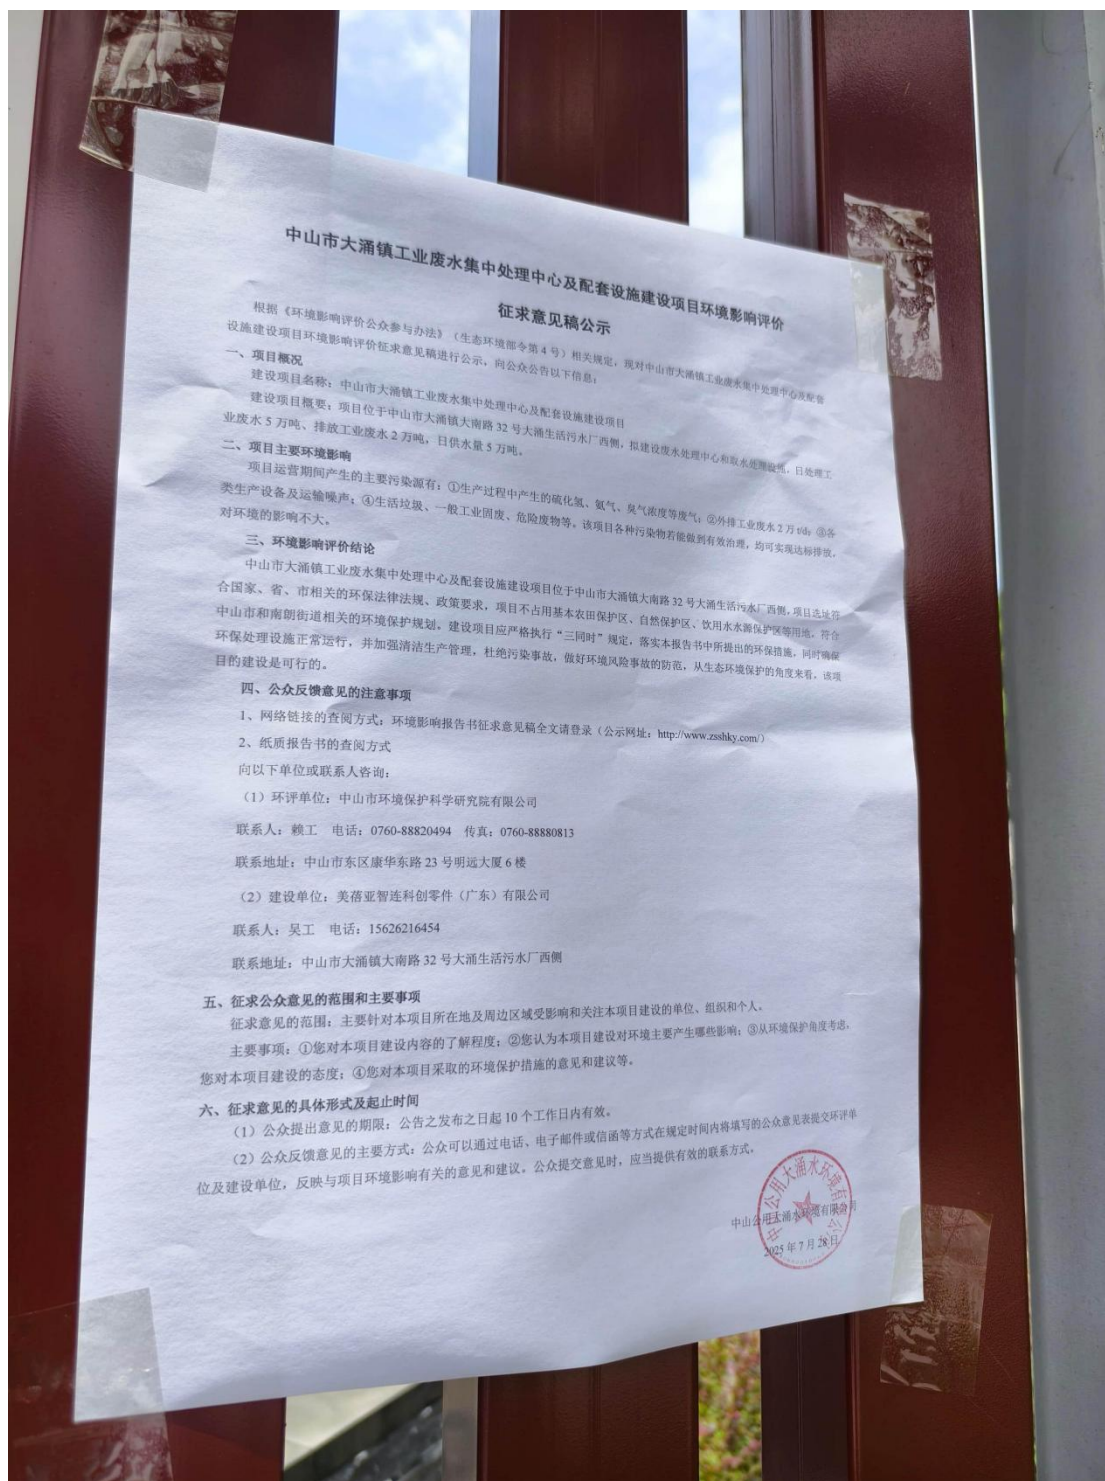 中山市大涌镇工业废水集中处理中心及配套设施建设项目环境影响评价
征求意见稿公示
根据《环境影响评价公众参与办法》（生态环境部令第 4 号）相关规定，现对中山市大涌镇工业废水集中处理中心及配套
设施建设项目环境影响评价征求意见稿进行公示，向公众公告以下信息：
一、项目概况
建设项目名称：中山市大涌镇工业废水集中处理中心及配套设施建设项目
建设项目概要：项目位于中山市大涌镇大南路 32 号大涌生活污水厂西侧，拟建设废水处理中心和取水处理设施，日处理工
业废水 5 万吨、排放工业废水 2 万吨，日供水量 5 万吨。
二、项目主要环境影响
项目运营期间产生的主要污染源有：①生产过程中产生的硫化氢、氨气、臭气浓度等废气；②外排工业废水 2 万 t/d；③各
类生产设备及运输噪声；④生活垃圾、一般工业固废、危险废物等。该项目各种污染物若能做到有效治理，均可实现达标排放，
对环境的影响不大。
三、环境影响评价结论
中山市大涌镇工业废水集中处理中心及配套设施建设项目位于中山市大涌镇大南路 32 号大涌生活污水厂西侧，项目选址符
合国家、省、市相关的环保法律法规、政策要求，项目不占用基本农田保护区、自然保护区、饮用水水源保护区等用地，符合
中山市和南朗街道相关的环境保护规划。建设项目应严格执行“三同时”规定，落实本报告书中所提出的环保措施，同时确保
环保处理设施正常运行，并加强清洁生产管理，杜绝污染事故，做好环境风险事故的防范，从生态环境保护的角度来看，该项
目的建设是可行的。
四、公众反馈意见的注意事项
1、网络链接的查阅方式：环境影响报告书征求意见稿全文请登录（公示网址：http://www.zsshky.com/）
2、纸质报告书的查阅方式
向以下单位或联系人咨询：
（1）环评单位：中山市环境保护科学研究院有限公司
联系人：赖工 电话：0760-88820494 传真：0760-88880813
联系地址：中山市东区康华东路 23 号明远大厦 6 楼
（2）建设单位：美蓓亚智连科创零件（广东）有限公司
联系人：吴工 电话：15626216454
联系地址：中山市大涌镇大南路 32 号大涌生活污水厂西侧
五、征求公众意见的范围和主要事项
征求意见的范围：主要针对本项目所在地及周边区域受影响和关注本项目建设的单位、组织和个人。
主要事项：①您对本项目建设内容的了解程度；②您认为本项目建设对环境主要产生哪些影响；③从环境保护角度考虑，
您对本项目建设的态度；④您对本项目采取的环境保护措施的意见和建议等。
六、征求意见的具体形式及起止时间
（1）公众提出意见的期限：公告之发布之日起 10 个工作日内有效。
（2）公众反馈意见的主要方式：公众可以通过电话、电子邮件或信函等方式在规定时间内将填写的公众意见表提交环评单
位及建设单位，反映与项目环境影响有关的意见和建议。公众提交意见时，应当提供有效的联系方式。
中山公用大涌水环境有限公司
中山公用大涌水环境有限公司
2025 年 7 月 28 日